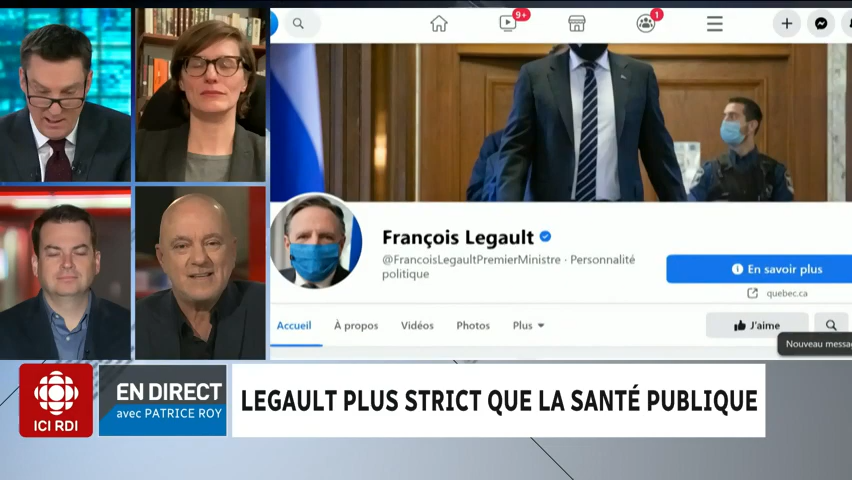 9+
1
François Legault
@FrancoisLegaultPremierMinistre · Personnalité
politique
En savoir plus
quebec.ca
Accueil
À propos
Vidéos
Photos
Plus
J'aime
Nouveau messa
ICI RDI
EN DIRECT
avec PATRICE ROY
LEGAULT PLUS STRICT QUE LA SANTÉ PUBLIQUE